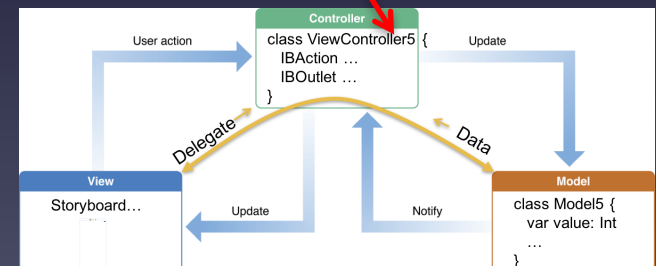 Controller
class ViewController5 {
IBAction …
IBOutlet …
}
User action
Update
Delegate
Data
View
Storyboard…
Update
Notify
Model
class Model5 {
var value: Int
…
}